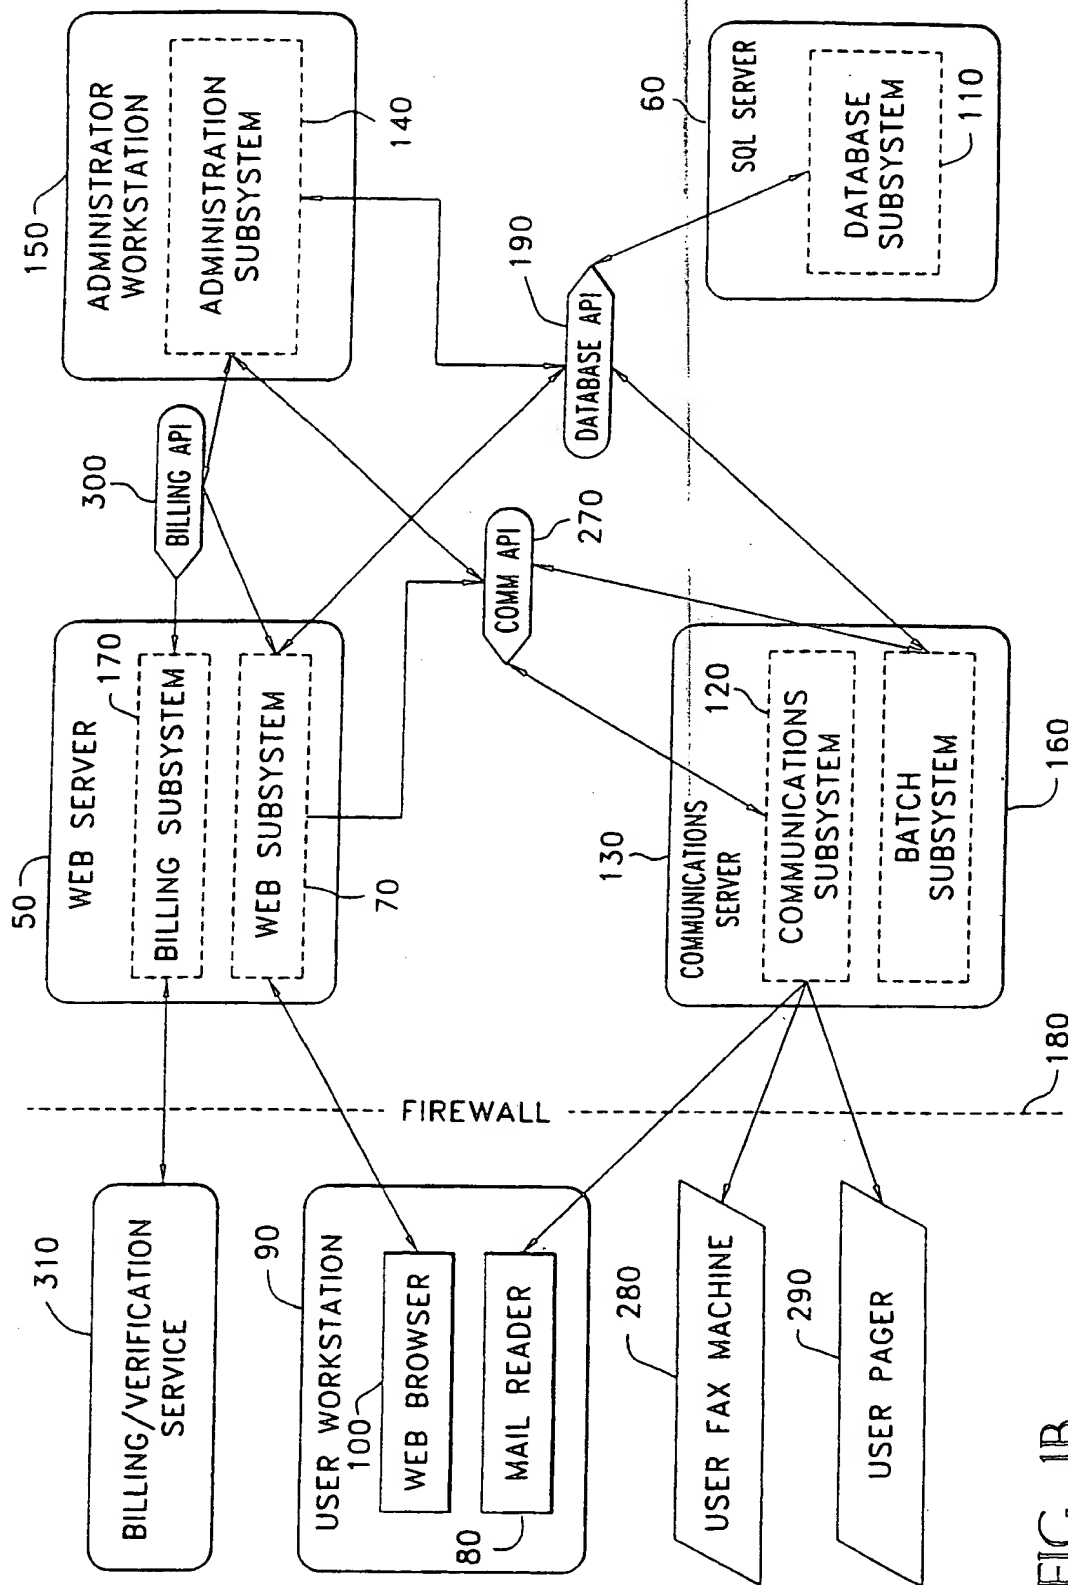 310
BILLING/VERIFICATION
SERVICE
90
USER WORKSTATION
100
WEB BROWSER
MAIL READER
80
280
USER FAX MACHINE
290
USER PAGER
FIREWALL
180
50
WEB SERVER
170
BILLING SUBSYSTEM
WEB SUBSYSTEM
70
130
COMMUNICATIONS
SERVER
120
COMMUNICATIONS
SUBSYSTEM
BATCH
SUBSYSTEM
160
300
BILLING API
COMM API
270
190
DATABASE API
150
ADMINISTRATOR
WORKSTATION
ADMINISTRATION
SUBSYSTEM
140
60
SQL SERVER
DATABASE
SUBSYSTEM
110
FIG. 1B